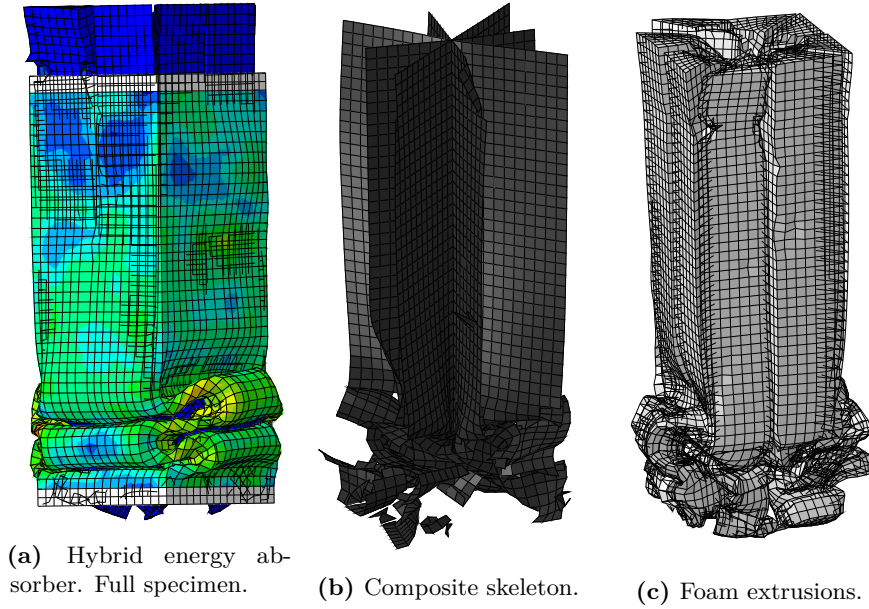 (a) Hybrid energy ab-
sorber. Full specimen.
(b) Composite skeleton.
(c) Foam extrusions.